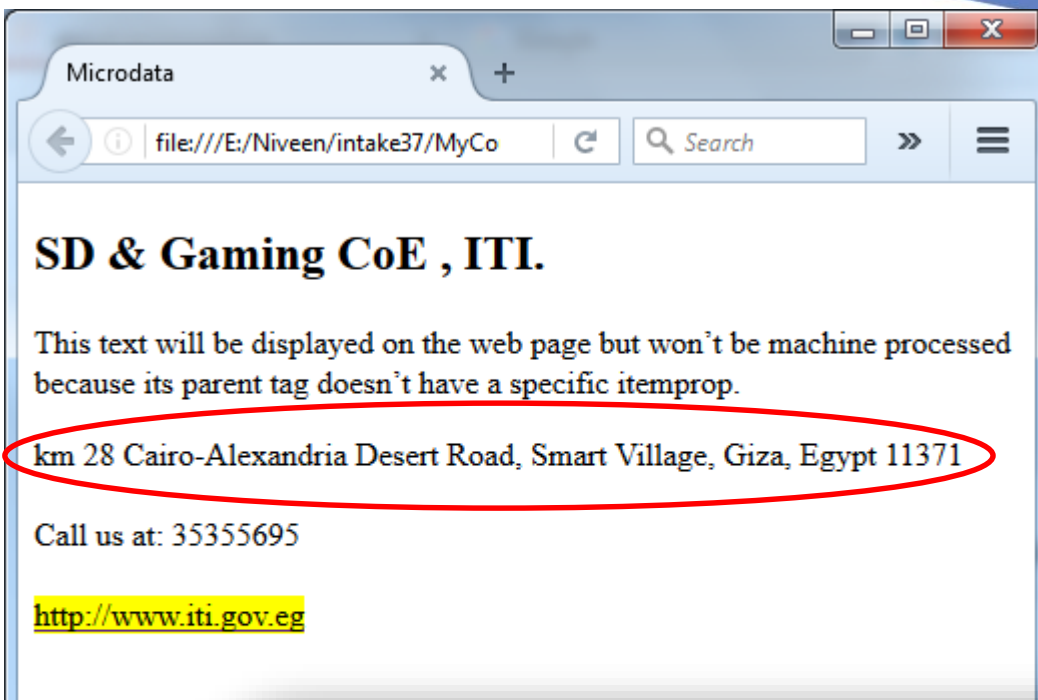 Microdata
file:///E:/Niveen/intake37/MyCo
Search
SD & Gaming CoE , ITI.
This text will be displayed on the web page but won’t be machine processed
because its parent tag doesn’t have a specific itemprop.
km 28 Cairo-Alexandria Desert Road, Smart Village, Giza, Egypt 11371
Call us at: 35355695
http://www.iti.gov.eg